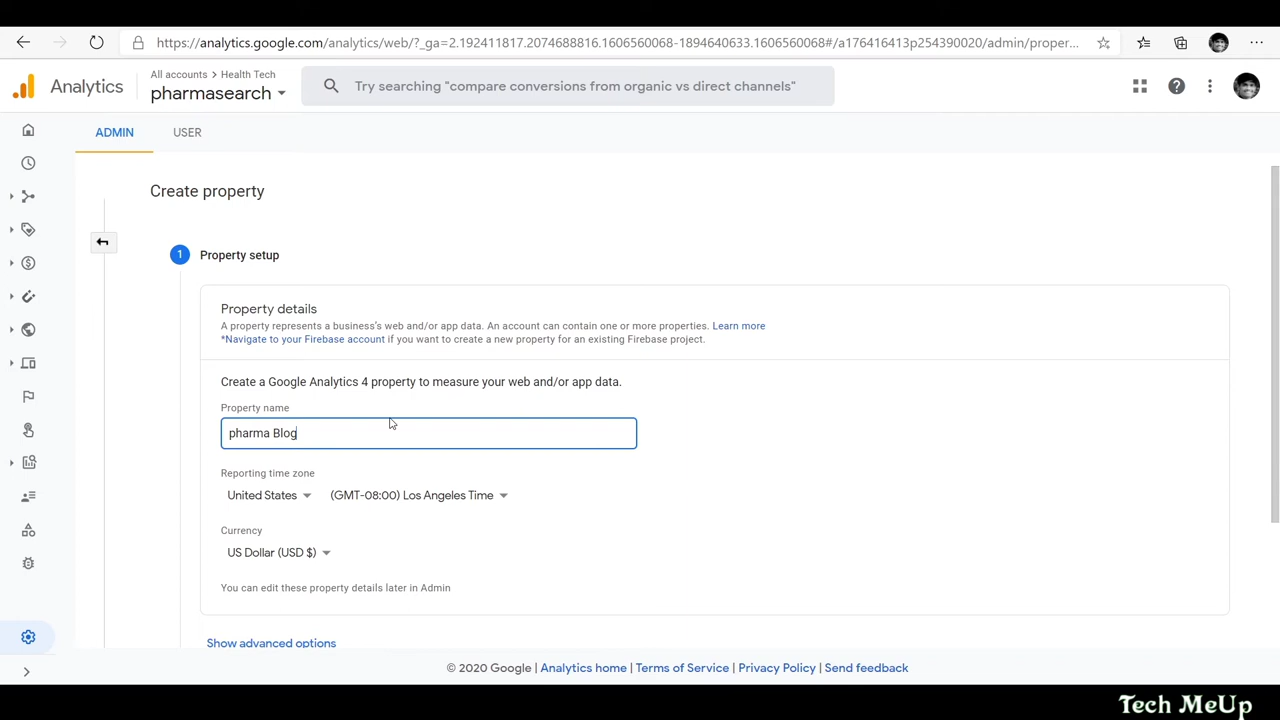 https://analytics.google.com/analytics/web/?_ga=2.192411817.2074688816.1606560068-1894640633.1606560068#/a176416413p254390020/admin/proper...
Analytics
All accounts > Health Tech
pharmasearch
Try searching "compare conversions from organic vs direct channels"
ADMIN
USER
Create property
1
Property setup
Property details
A property represents a business's web and/or app data. An account can contain one or more properties. Learn more
*Navigate to your Firebase account if you want to create a new property for an existing Firebase project.
Create a Google Analytics 4 property to measure your web and/or app data.
Property name
pharma Blog
Reporting time zone
United States
(GMT-08:00) Los Angeles Time
Currency
US Dollar (USD $)
You can edit these property details later in Admin
Show advanced options
© 2020 Google | Analytics home | Terms of Service | Privacy Policy | Send feedback
Tech MeUp